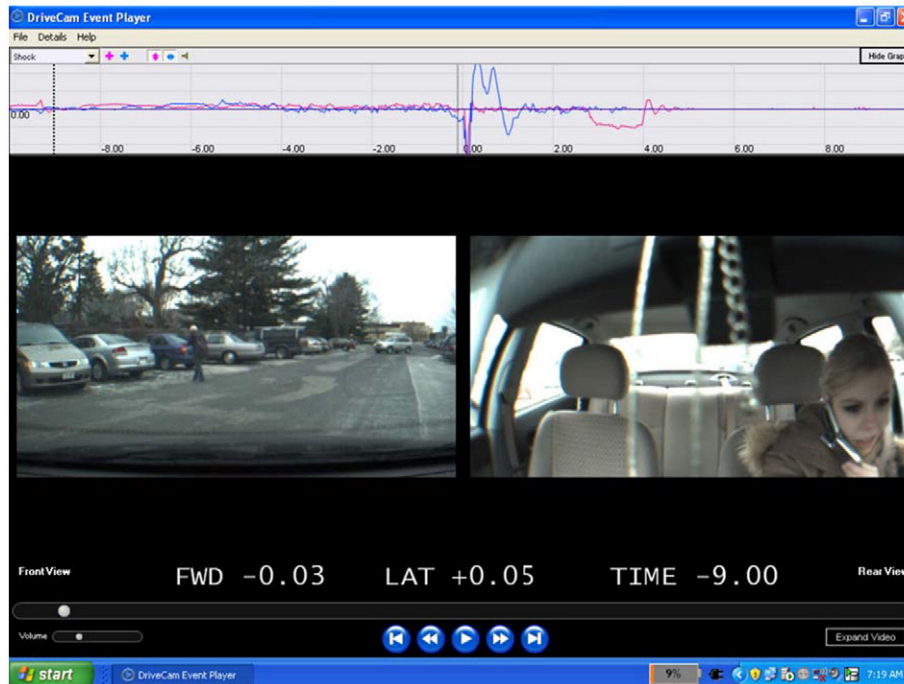 DriveCam Event Player
File Details Help
Shock
Hide Grap
0.00
-8.00 -6.00 -4.00 -2.00 0.00 2.00 4.00 6.00 8.00
Front View FWD -0.03 LAT +0.05 TIME -9.00 Rear View
Volume
Expand Video
start DriveCam Event Player 9% 7:19 AM